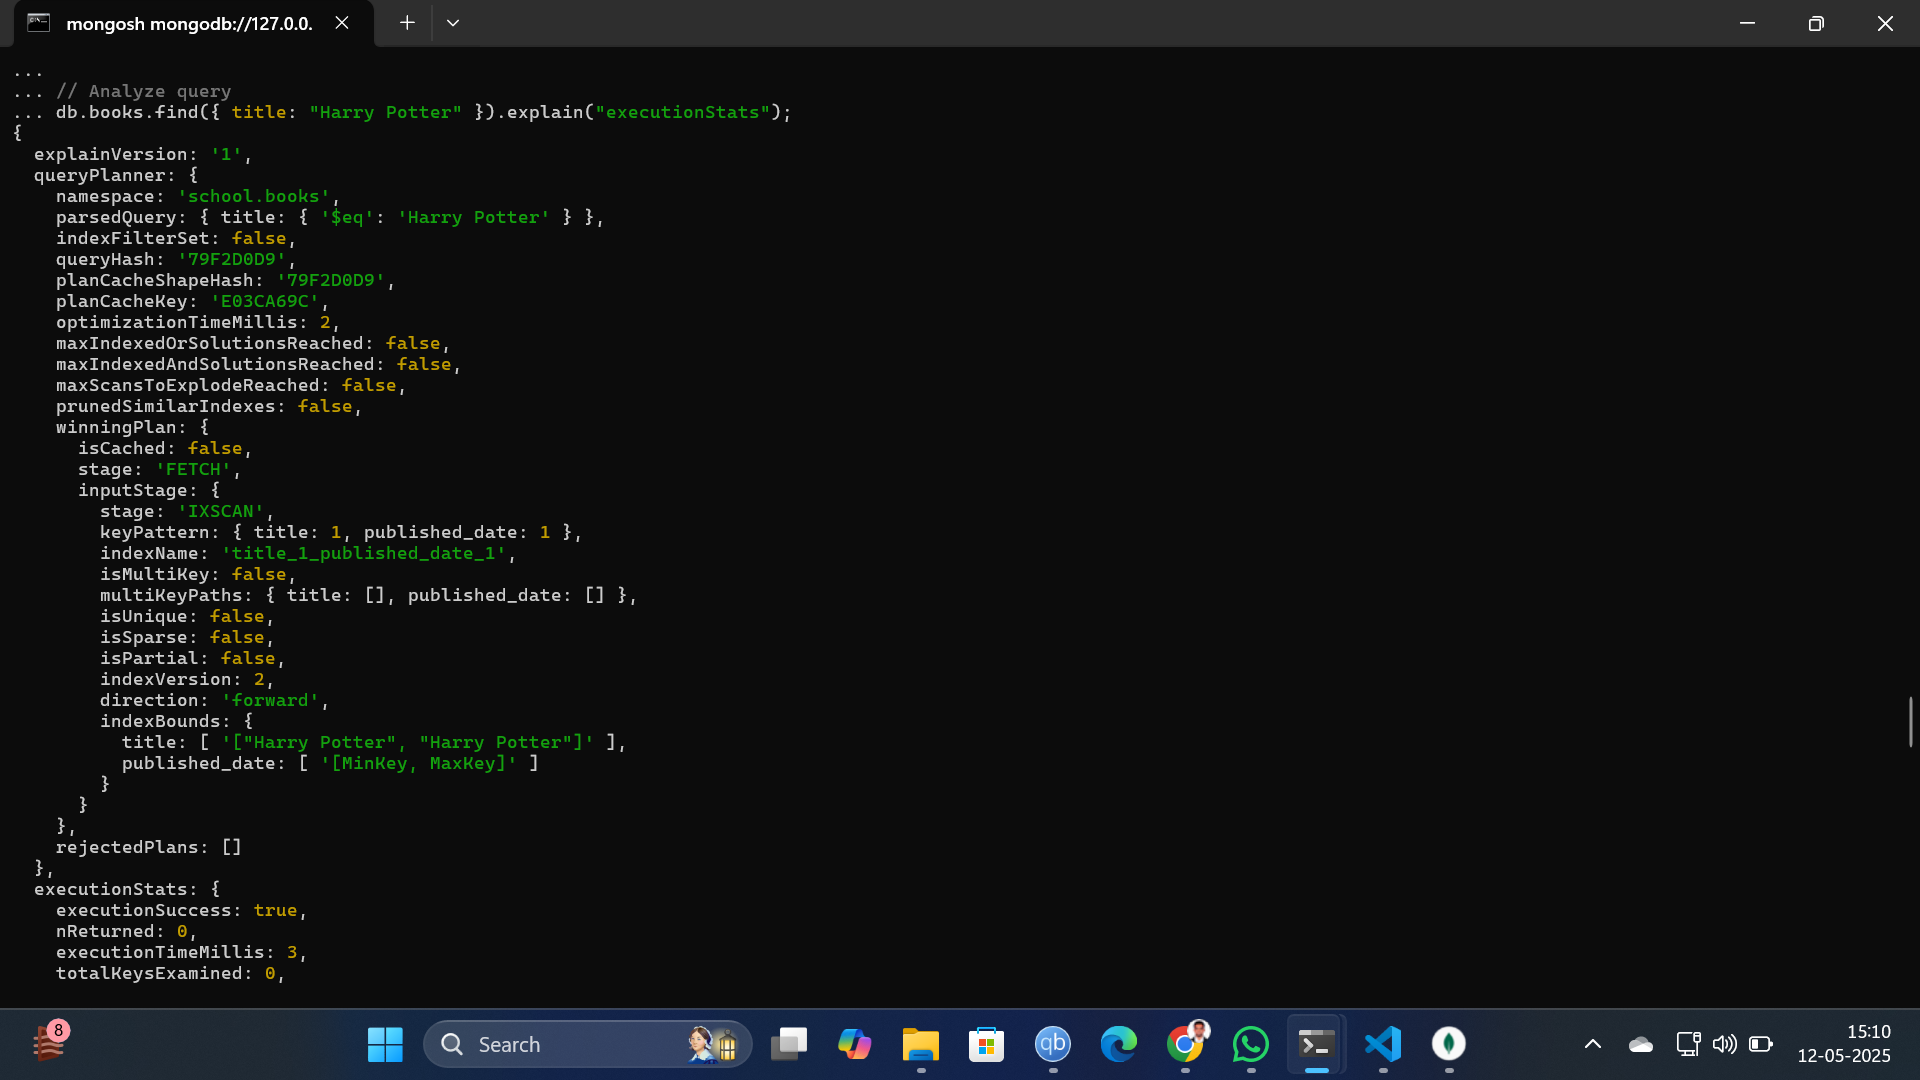 mongosh mongodb://127.0.0.
...
... // Analyze query
... db.books.find({ title: "Harry Potter" }).explain("executionStats");
{
  explainVersion: '1',
  queryPlanner: {
    namespace: 'school.books',
    parsedQuery: { title: { '$eq': 'Harry Potter' } },
    indexFilterSet: false,
    queryHash: '79F2D0D9',
    planCacheShapeHash: '79F2D0D9',
    planCacheKey: 'E03CA69C',
    optimizationTimeMillis: 2,
    maxIndexedOrSolutionsReached: false,
    maxIndexedAndSolutionsReached: false,
    maxScansToExplodeReached: false,
    prunedSimilarIndexes: false,
    winningPlan: {
      isCached: false,
      stage: 'FETCH',
      inputStage: {
        stage: 'IXSCAN',
        keyPattern: { title: 1, published_date: 1 },
        indexName: 'title_1_published_date_1',
        isMultiKey: false,
        multiKeyPaths: { title: [], published_date: [] },
        isUnique: false,
        isSparse: false,
        isPartial: false,
        indexVersion: 2,
        direction: 'forward',
        indexBounds: {
          title: [ '["Harry Potter", "Harry Potter"]' ],
          published_date: [ '[MinKey, MaxKey]' ]
        }
      }
    },
    rejectedPlans: []
  },
  executionStats: {
    executionSuccess: true,
    nReturned: 0,
    executionTimeMillis: 3,
    totalKeysExamined: 0,
8
Search
qb
15:10
12-05-2025